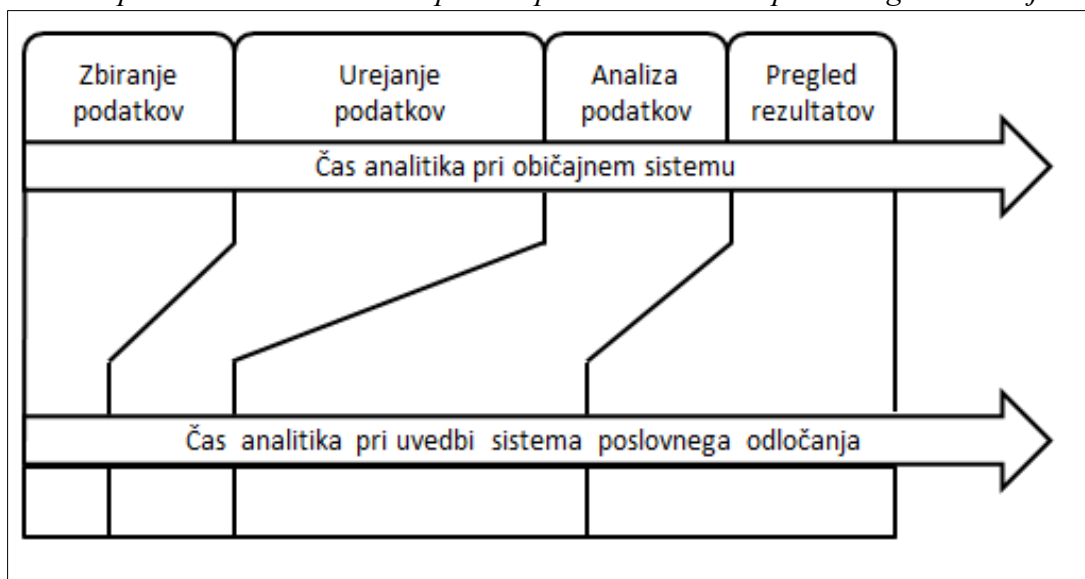 Zbiranje
podatkov
Urejanje
podatkov
Analiza
podatkov
Pregled
rezultatov
Čas analitika pri običajnem sistemu
Čas analitika pri uvedbi sistema poslovnega odločanja